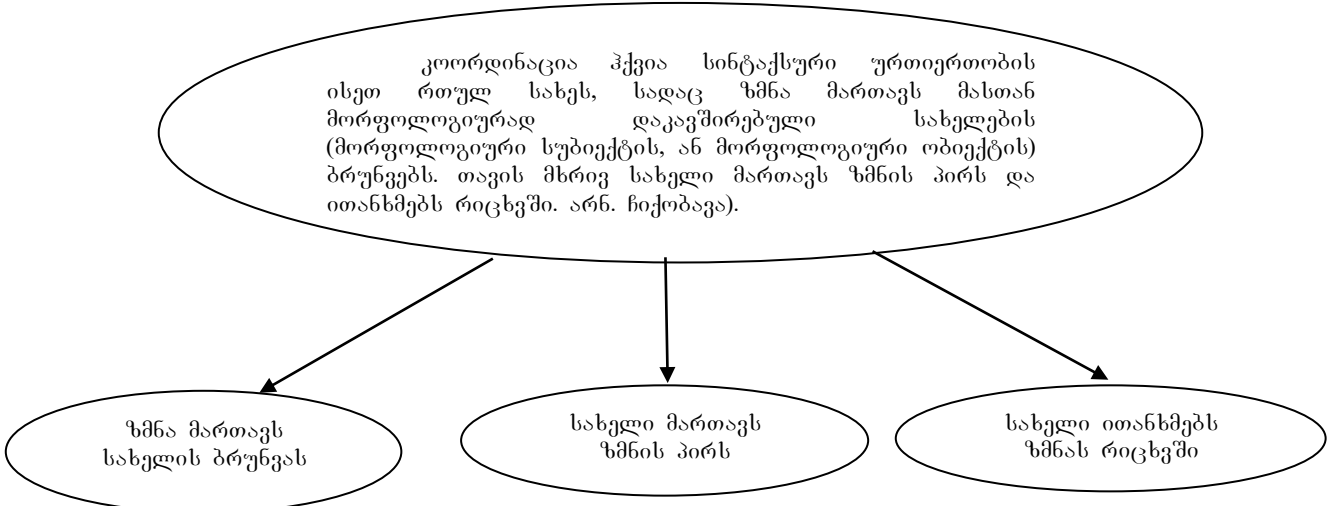 კოორდინაცია ჰქვია სინტაქსური ურთიერთობის
ისეთ რთულ სახეს, სადაც ზმნა მართავს მასთან
მორფოლოგიურად დაკავშირებული სახელების
(მორფოლოგიური სუბიექტის, ან მორფოლოგიური ობიექტის)
ბრუნვებს. თავის მხრივ სახელი მართავს ზმნის პირს და
ითანხმებს რიცხვში. არნ. ჩიქობავა).
ზმნა მართავს
სახელის ბრუნვას
სახელი მართავს
ზმნის პირს
სახელი ითანხმებს
ზმნას რიცხვში